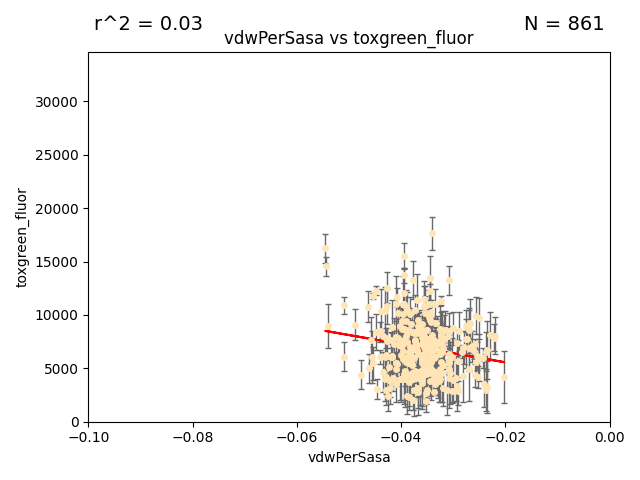 r^2 = 0.03
N = 861
vdwPerSasa vs toxgreen_fluor
30000
25000
20000
15000
10000
5000
0
toxgreen_fluor
−0.10
−0.08
−0.06
−0.04
−0.02
0.00
vdwPerSasa